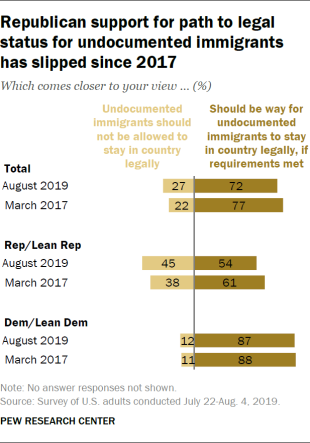 Republican support for path to legal
status for undocumented immigrants
has slipped since 2017
Which comes closer to your view ... (%)
Undocumented
immigrants should
not be allowed to
stay in country
legally
Should be way for
undocumented
immigrants to stay
in country legally, if
requirements met
Total
August 2019 27 72
March 2017 22 77
Rep/Lean Rep
August 2019 45 54
March 2017 38 61
Dem/Lean Dem
August 2019 12 87
March 2017 11 88
Note: No answer responses not shown.
Source: Survey of U.S. adults conducted July 22-Aug. 4, 2019.
PEW RESEARCH CENTER